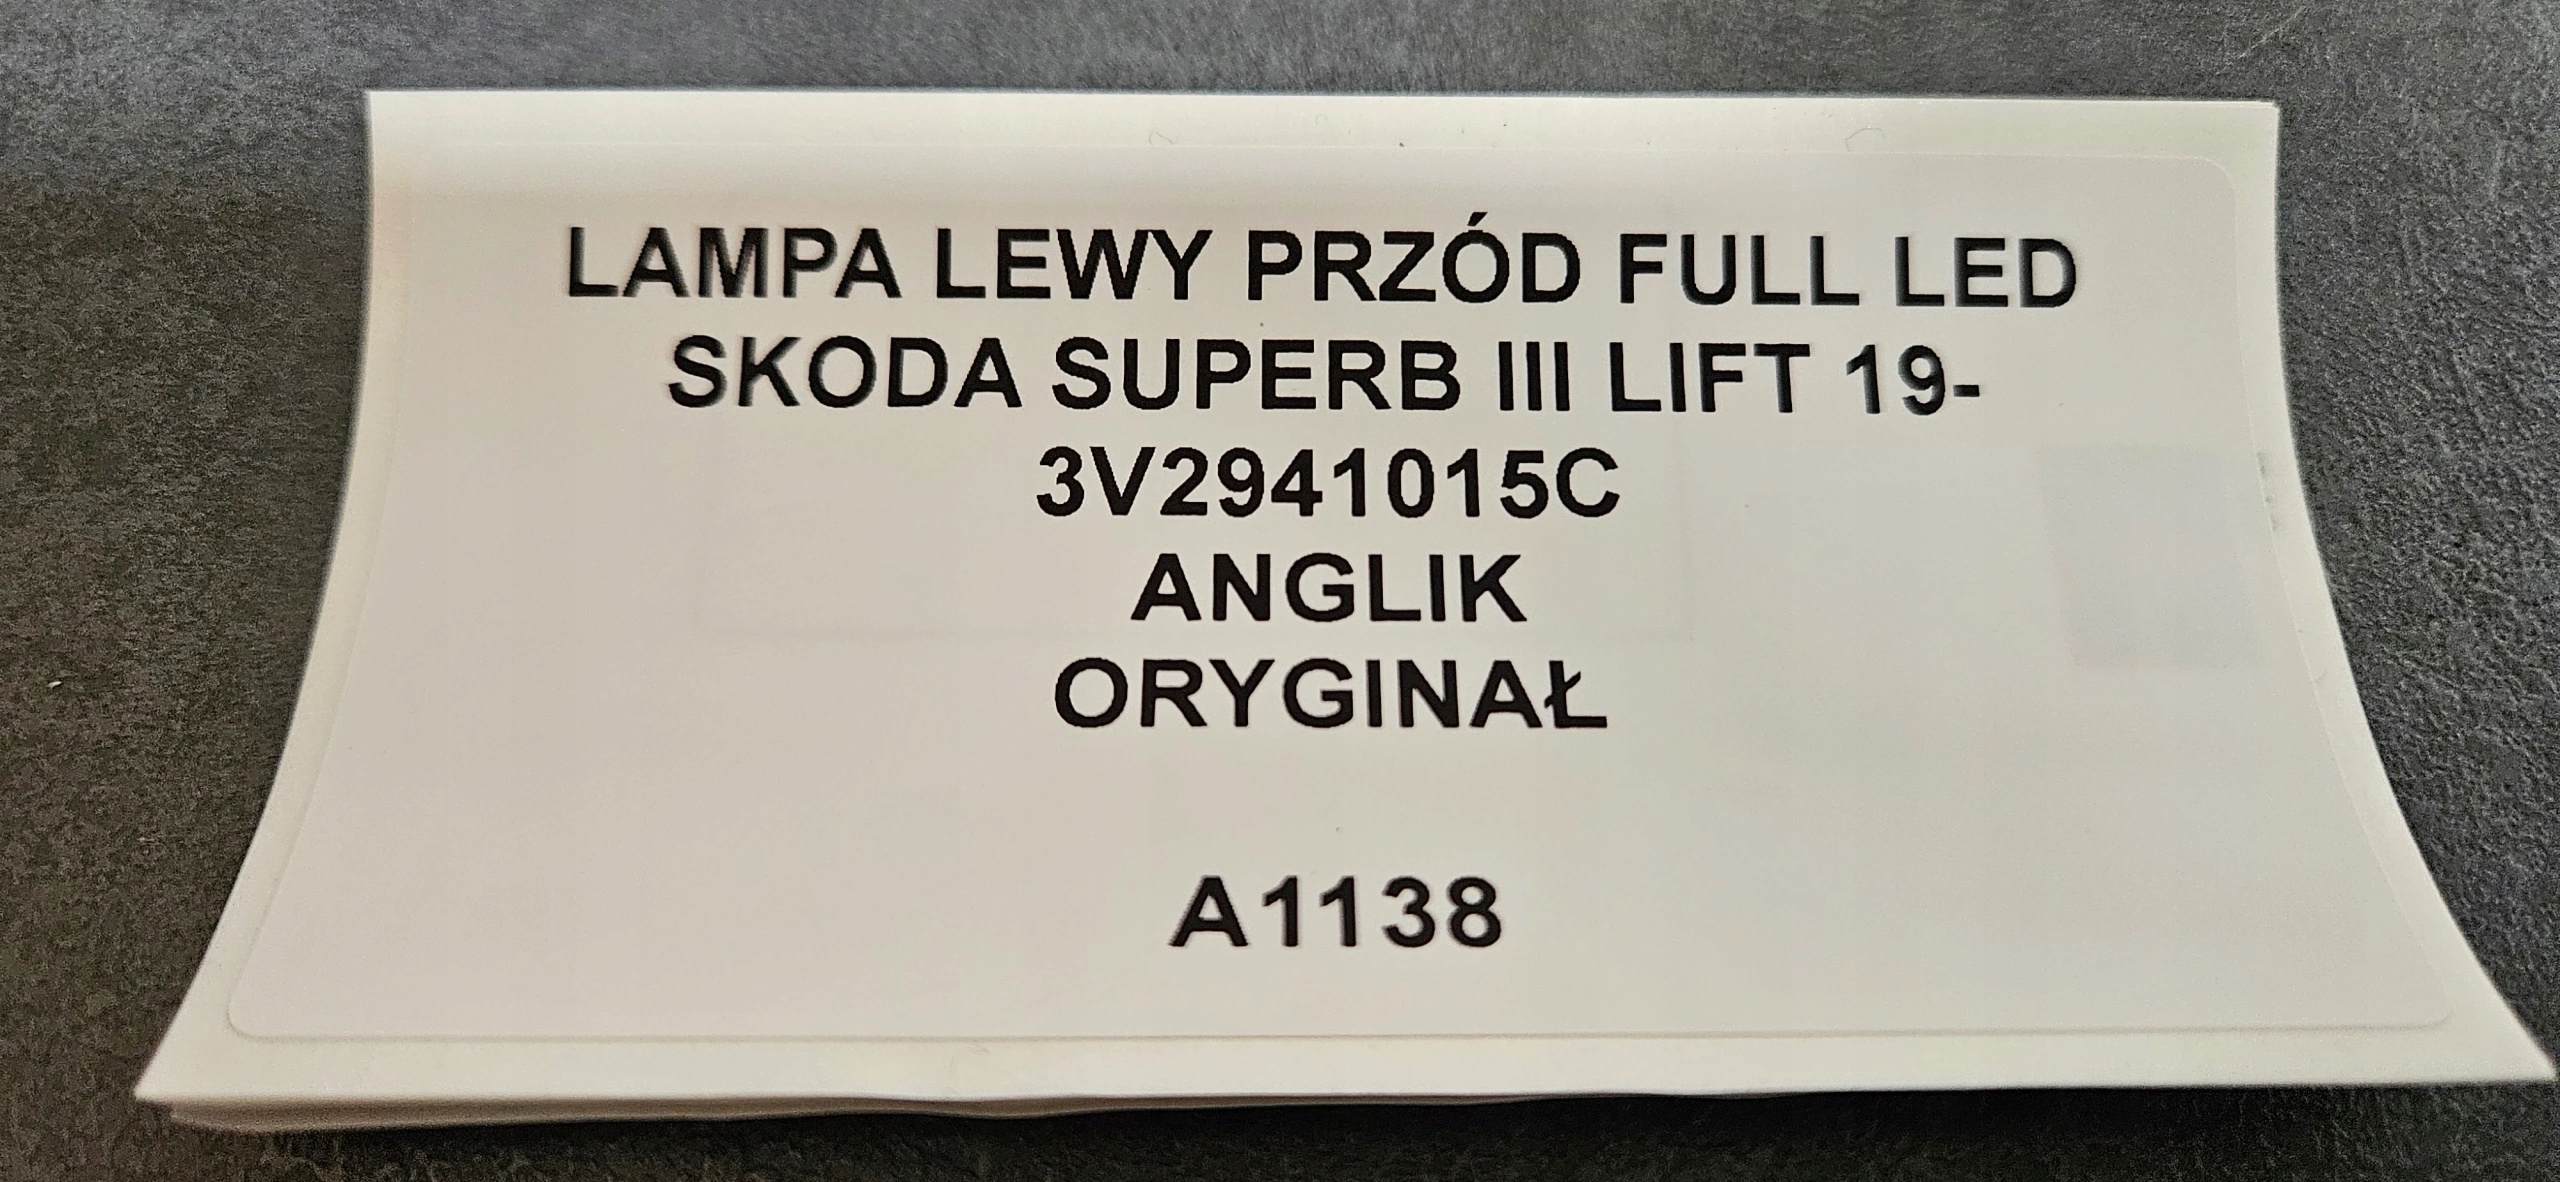 LAMPA LEWY PRZÓD FULL LED
SKODA SUPERB III LIFT 19-
3V2941015C
ANGLIK
ORYGINAŁ
A1138